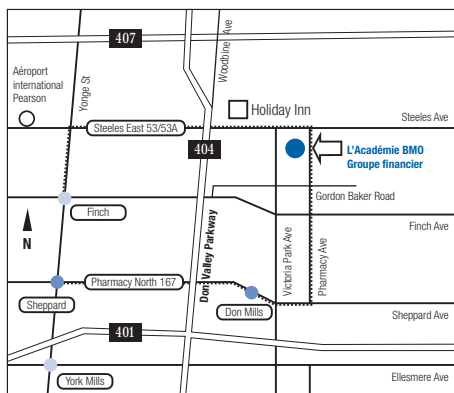 407
Woodbine Ave
Yonge St
Aéroport
international
Pearson
Holiday Inn
Steeles Ave
Steeles East 53/53A
404
L'Académie BMO
Groupe financier
Gordon Baker Road
Finch
N
Finch Ave
Don Valley Parkway
Victoria Park Ave
Pharmacy Ave
Pharmacy North 167
Sheppard
Don Mills
Sheppard Ave
401
York Mills
Ellesmere Ave